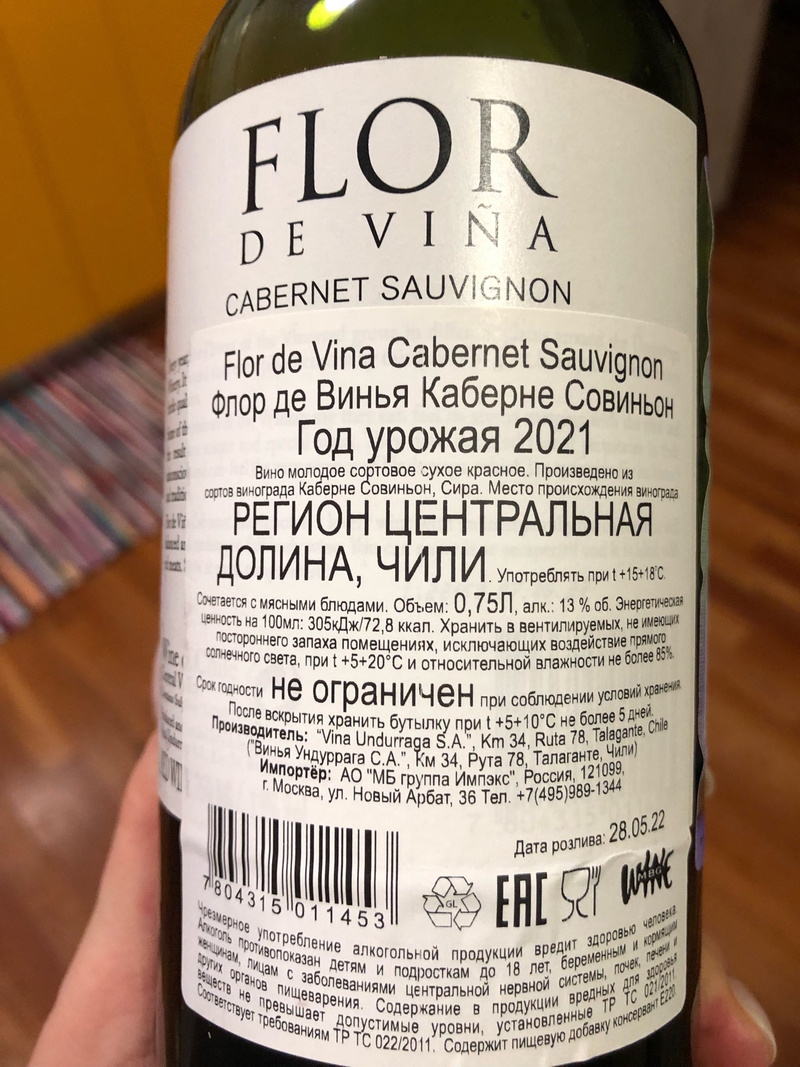 FLOR
DE VIÑA
CABERNET SAUVIGNON
Flor de Vina Cabernet Sauvignon
Флор де Винья Каберне Совиньон
Год урожая 2021
Вино молодое сортовое сухое красное. Произведено из
сортов винограда Каберне Совиньон, Сира. Место происхождения винограда
РЕГИОН ЦЕНТРАЛЬНАЯ
ДОЛИНА, ЧИЛИ. Употреблять при t +15+18°С.
Сочетается с мясными блюдами. Объем: 0,75Л, алк.: 13 % об. Энергетическая
ценность на 100мл: 305кДж/72,8 ккал. Хранить в вентилируемых, не имеющих
постороннего запаха помещениях, исключающих воздействие прямого
солнечного света, при t +5+20°С и относительной влажности не более 85%.
Срок годности не ограничен при соблюдении условий хранения.
После вскрытия хранить бутылку при t +5+10°С не более 5 дней.
Производитель: "Vina Undurraga S.A.", Km 34, Ruta 78, Talagante, Chile
("Винья Ундуррага С.А.", Км 34, Рута 78, Талаганте, Чили)
Импортёр: АО "МБ группа Импэкс", Россия, 121099,
г. Москва, ул. Новый Арбат, 36 Тел. +7(495)989-1344
Дата розлива: 28.05.22
7 804315 011453
GL
EAC
WINE
Чрезмерное употребление алкогольной продукции вредит здоровью человека.
Алкоголь противопоказан детям и подросткам до 18 лет, беременным и кормящим
женщинам, лицам с заболеваниями центральной нервной системы, почек, печени и
других органов пищеварения. Содержание в продукции вредных для здоровья
веществ не превышает допустимые уровни, установленные ТР ТС 021/2011.
Соответствует требованиям ТР ТС 022/2011. Содержит пищевую добавку консервант Е220.